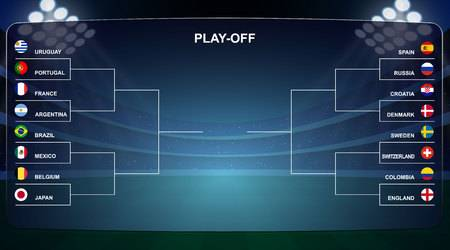 PLAY-OFF
URUGUAY
PORTUGAL
FRANCE
ARGENTINA
BRAZIL
MEXICO
BELGIUM
JAPAN
SPAIN
RUSSIA
CROATIA
DENMARK
SWEDEN
SWITZERLAND
COLOMBIA
ENGLAND